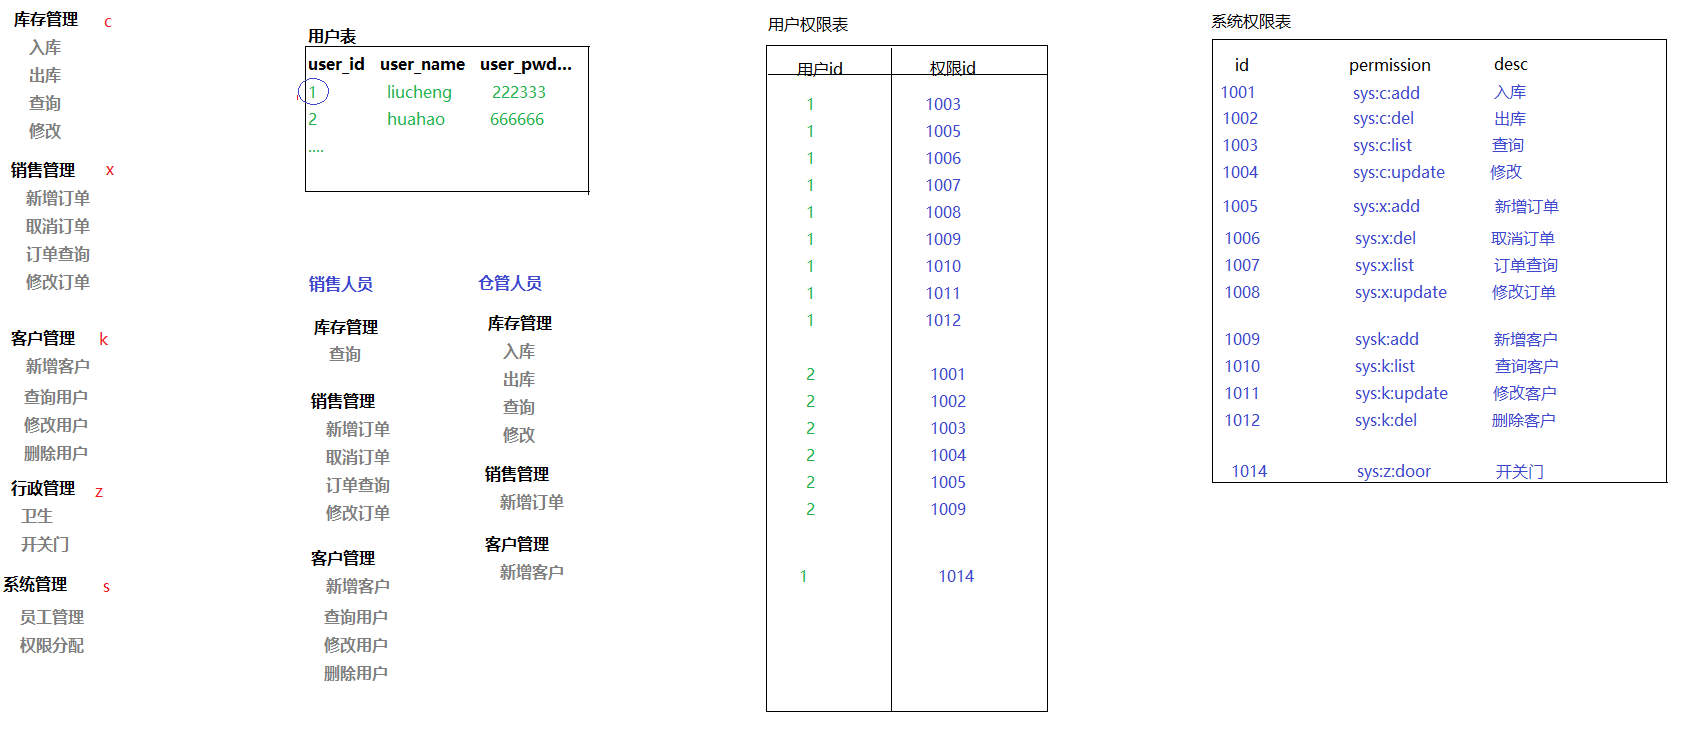 库存管理 c
入库
出库
查询
修改
销售管理 x
新增订单
取消订单
订单查询
修改订单
客户管理 k
新增客户
查询用户
修改用户
删除用户
行政管理 z
卫生
开关门
系统管理 s
员工管理
权限分配
用户表
user_id user_name user_pwd...
1 liucheng 222333
2 huahao 666666
....
销售人员
库存管理
查询
销售管理
新增订单
取消订单
订单查询
修改订单
客户管理
新增客户
查询用户
修改用户
删除用户
仓管人员
库存管理
入库
出库
查询
修改
销售管理
新增订单
客户管理
新增客户
用户权限表
用户id 权限id
1 1003
1 1005
1 1006
1 1007
1 1008
1 1009
1 1010
1 1011
1 1012
2 1001
2 1002
2 1003
2 1004
2 1005
2 1009
1 1014
系统权限表
id permission desc
1001 sys:c:add 入库
1002 sys:c:del 出库
1003 sys:c:list 查询
1004 sys:c:update 修改
1005 sys:x:add 新增订单
1006 sys:x:del 取消订单
1007 sys:x:list 订单查询
1008 sys:x:update 修改订单
1009 sysk:add 新增客户
1010 sys:k:list 查询客户
1011 sys:k:update 修改客户
1012 sys:k:del 删除客户
1014 sys:z:door 开关门